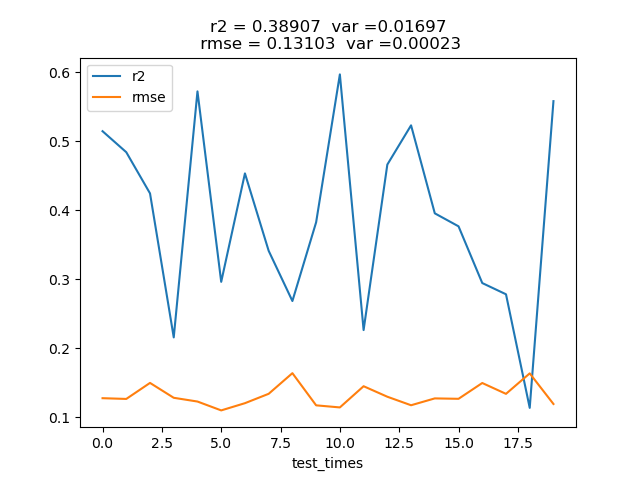 r2 = 0.38907  var =0.01697
rmse = 0.13103  var =0.00023
r2
rmse
0.6
0.5
0.4
0.3
0.2
0.1
0.0 2.5 5.0 7.5 10.0 12.5 15.0 17.5
test_times